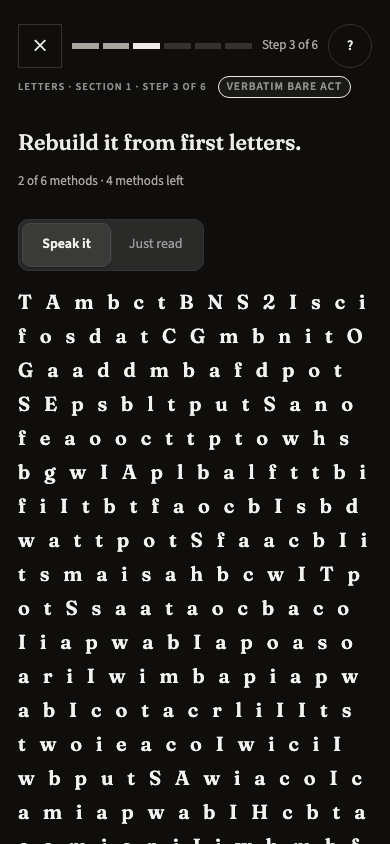 Step 3 of 6
?
LETTERS · SECTION 1 · STEP 3 OF 6
VERBATIM BARE ACT
Rebuild it from first letters.
2 of 6 methods · 4 methods left
Speak it
Just read
T A m b c t B N S 2 I s c i
f o s d a t C G m b n i t O
G a a d d m b a f d p o t
S E p s b l t p u t S a n o
f e a o o c t t p t o w h s
b g w I A p l b a l f t t b i
f i I t b t f a o c b I s b d
w a t t p o t S f a a c b I i
t s m a i s a h b c w I T p
o t S s a a t a o c b a c o
I i a p w a b I a p o a s o
a r i I w i m b a p i a p w
a b I c o t a c r l i I I t s
t w o i e a c o I w i c i I
w b p u t S A w i a c o I c
a m i a p w a b I H c b t a